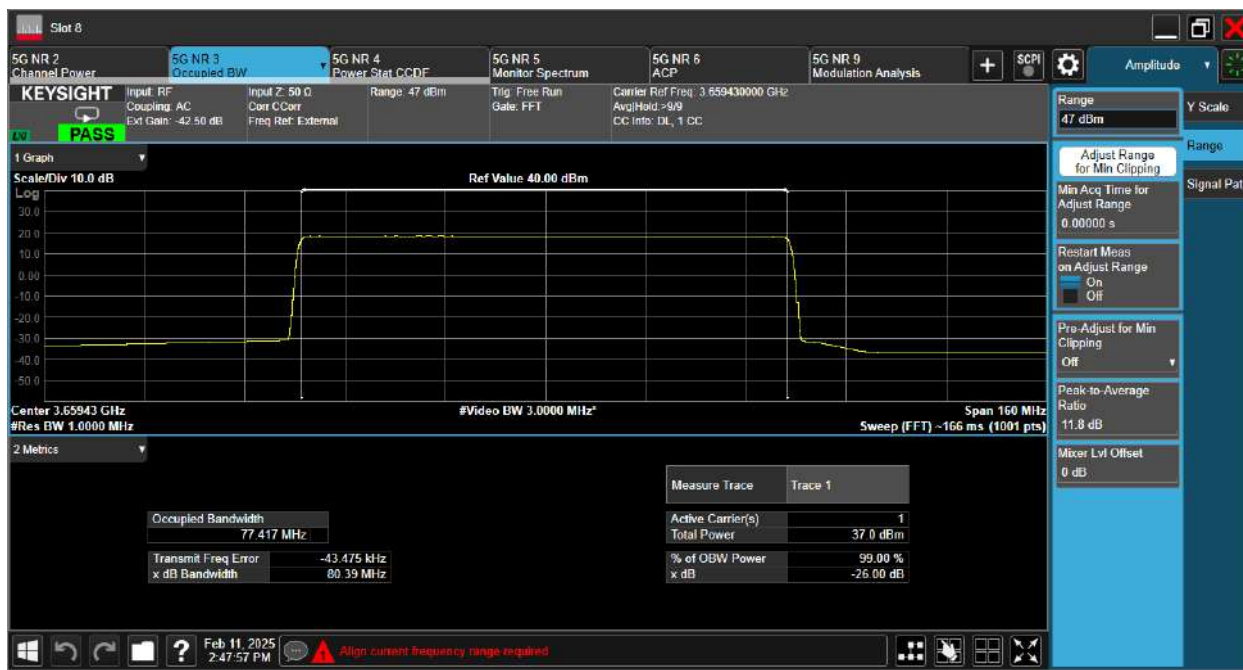 Slot 8
5G NR 2
Channel Power
5G NR 3
Occupied BW
5G NR 4
Power Stat CCDF
5G NR 5
Monitor Spectrum
5G NR 6
ACP
5G NR 9
Modulation Analysis
SCPI
Amplitude
KEYSIGHT
Input: RF
Coupling: AC
Ext Gain: -42.50 dB
Input Z: 50 Ω
Corr CCorr
Freq Ref: External
Range: 47 dBm
Trig: Free Run
Gate: FFT
Carrier Ref Freq: 3.659430000 GHz
Avg|Hold:>9/9
CC Info: DL, 1 CC
PASS
1 Graph
Scale/Div 10.0 dB
Ref Value 40.00 dBm
Log
30.0
20.0
10.0
0.00
-10.0
-20.0
-30.0
-40.0
-50.0
Center 3.65943 GHz
#Video BW 3.0000 MHz*
Span 160 MHz
#Res BW 1.0000 MHz
Sweep (FFT) ~166 ms (1001 pts)
2 Metrics
Measure Trace Trace 1
Occupied Bandwidth
77.417 MHz
Active Carrier(s) 1
Total Power 37.0 dBm
Transmit Freq Error -43.475 kHz
x dB Bandwidth 80.39 MHz
% of OBW Power 99.00 %
x dB -26.00 dB
Range
47 dBm
Adjust Range
for Min Clipping
Min Acq Time for
Adjust Range
0.00000 s
Restart Meas
on Adjust Range
On
Off
Pre-Adjust for Min
Clipping
Off
Peak-to-Average
Ratio
11.8 dB
Mixer Lvl Offset
0 dB
Y Scale
Range
Signal Pat
Feb 11, 2025
2:47:57 PM
Align current frequency range required